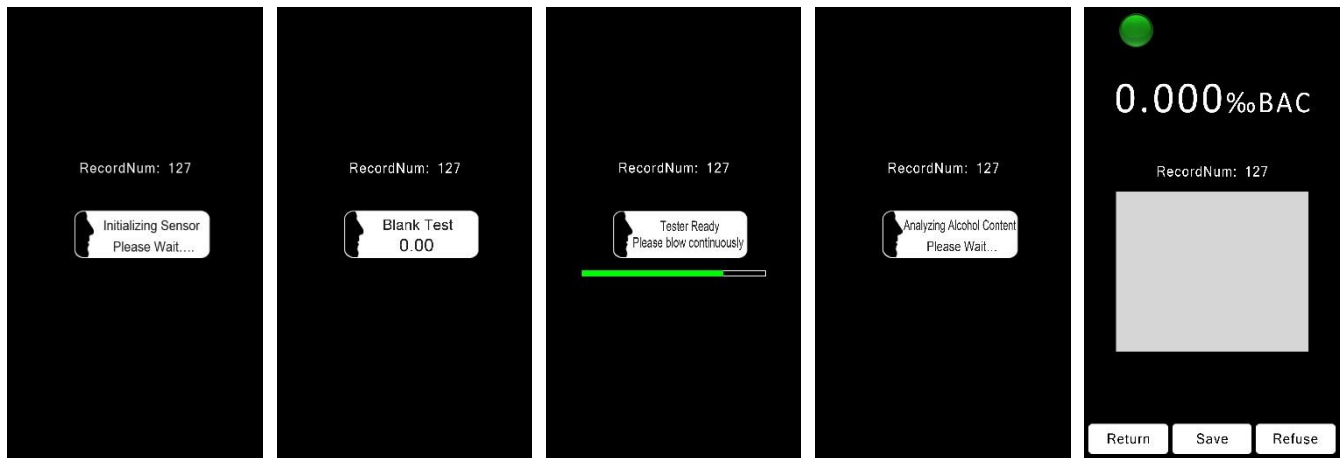 RecordNum: 127
Initializing Sensor
Please Wait....
RecordNum: 127
Blank Test
0.00
RecordNum: 127
Tester Ready
Please blow continuously
RecordNum: 127
Analyzing Alcohol Content
Please Wait...
0.000‰BAC
RecordNum: 127
Return Save Refuse